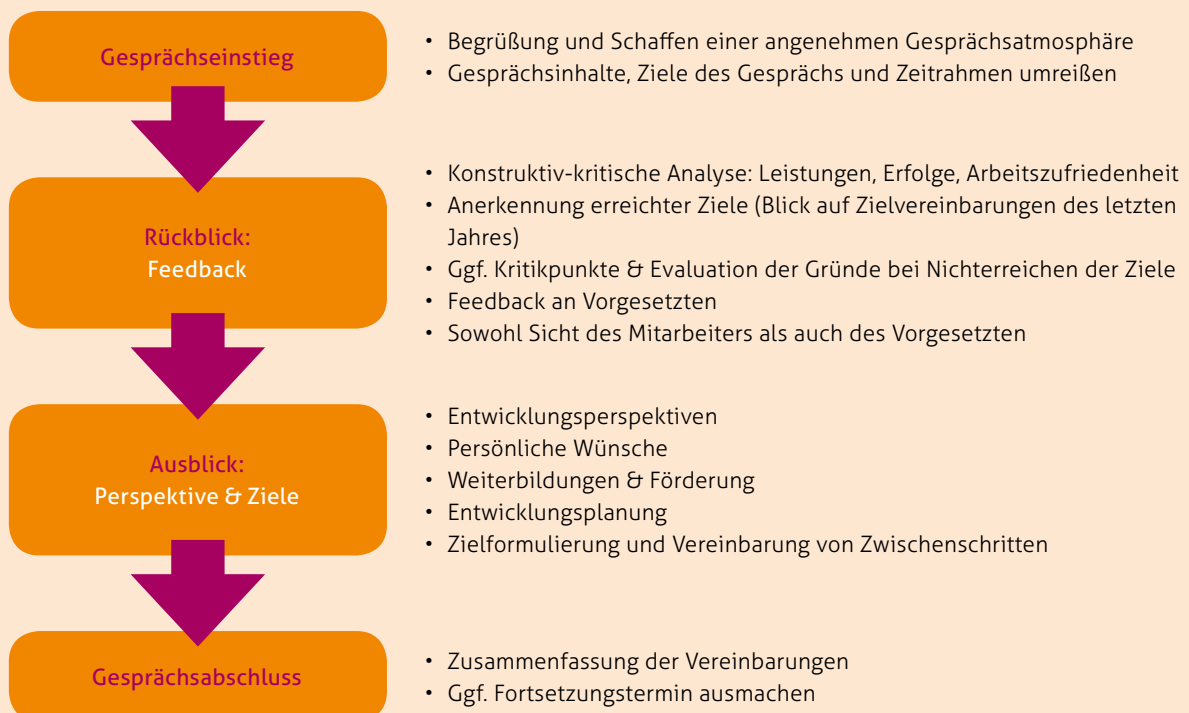 Gesprächseinstieg
• Begrüßung und Schaffen einer angenehmen Gesprächsatmosphäre
• Gesprächsinhalte, Ziele des Gesprächs und Zeitrahmen umreißen
Rückblick:
Feedback
• Konstruktiv-kritische Analyse: Leistungen, Erfolge, Arbeitszufriedenheit
• Anerkennung erreichter Ziele (Blick auf Zielvereinbarungen des letzten
Jahres)
• Ggf. Kritikpunkte & Evaluation der Gründe bei Nichterreichen der Ziele
• Feedback an Vorgesetzten
• Sowohl Sicht des Mitarbeiters als auch des Vorgesetzten
Ausblick:
Perspektive & Ziele
• Entwicklungsperspektiven
• Persönliche Wünsche
• Weiterbildungen & Förderung
• Entwicklungsplanung
• Zielformulierung und Vereinbarung von Zwischenschritten
Gesprächsabschluss
• Zusammenfassung der Vereinbarungen
• Ggf. Fortsetzungstermin ausmachen